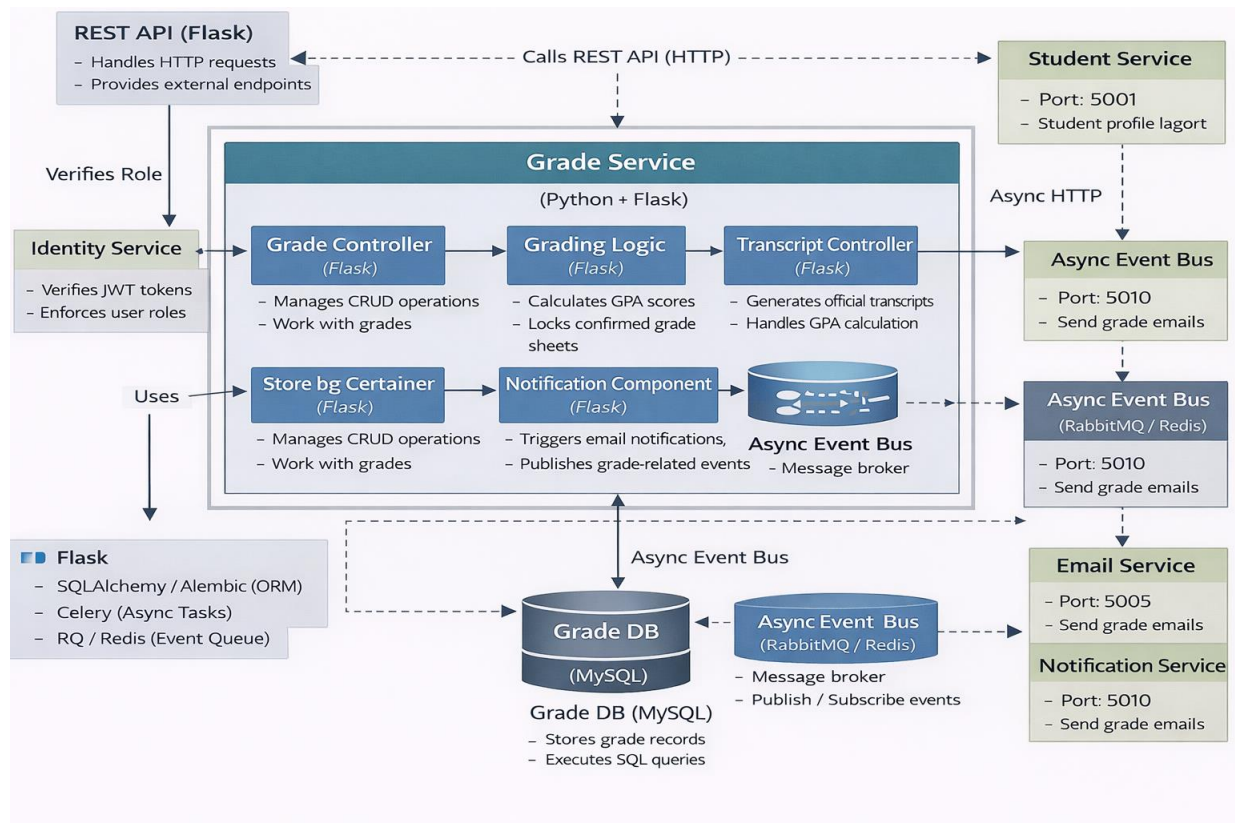 REST API (Flask)
– Handles HTTP requests
– Provides external endpoints
Calls REST API (HTTP)
Student Service
– Port: 5001
– Student profile lagort
Verifies Role
Async HTTP
Identity Service
– Verifies JWT tokens
– Enforces user roles
Grade Service
(Python + Flask)
Grade Controller
(Flask)
– Manages CRUD operations
– Work with grades
Grading Logic
(Flask)
– Calculates GPA scores
– Locks confirmed grade
sheets
Transcript Controller
(Flask)
– Generates official transcripts
– Handles GPA calculation
Async Event Bus
– Port: 5010
– Send grade emails
Uses
Store bg Certainer
(Flask)
– Manages CRUD operations
– Work with grades
Notification Component
(Flask)
– Triggers email notifications,
– Publishes grade-related events
Async Event Bus
– Message broker
Async Event Bus
(RabbitMQ / Redis)
– Port: 5010
– Send grade emails
Flask
– SQLAlchemy / Alembic (ORM)
– Celery (Async Tasks)
– RQ / Redis (Event Queue)
Async Event Bus
Grade DB
(MySQL)
Grade DB (MySQL)
– Stores grade records
– Executes SQL queries
Async Event Bus
(RabbitMQ / Redis)
– Message broker
– Publish / Subscribe events
Email Service
– Port: 5005
– Send grade emails
Notification Service
– Port: 5010
– Send grade emails